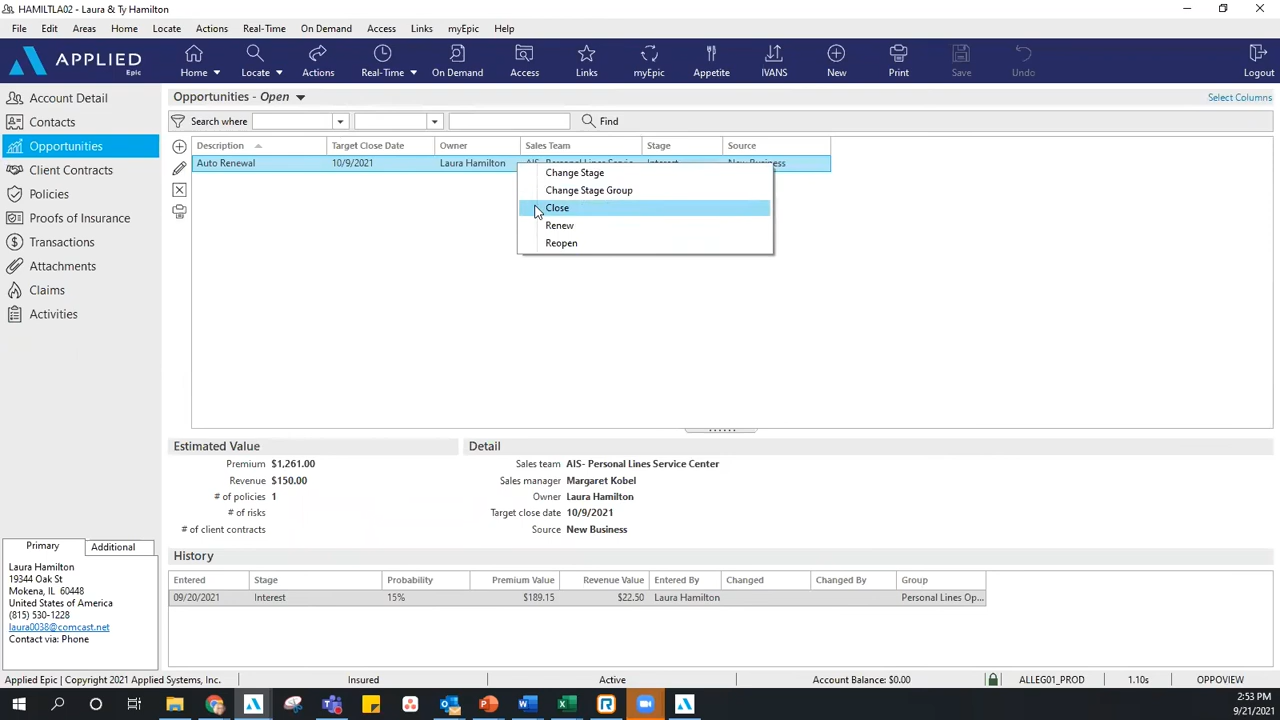 HAMILTLA02 - Laura & Ty Hamilton
File Edit Areas Home Locate Actions Real-Time On Demand Access Links myEpic Help
APPLIED
Epic
Home Locate Actions Real-Time On Demand Access Links myEpic Appetite IVANS New Print Save Undo Logout
Account Detail
Contacts
Opportunities
Client Contracts
Policies
Proofs of Insurance
Transactions
Attachments
Claims
Activities
Opportunities - Open
Select Columns
Search where
Find
Description Target Close Date Owner Sales Team Stage Source
Auto Renewal 10/9/2021 Laura Hamilton AIS- Personal Lines Service Interest New Business
Change Stage
Change Stage Group
Close
Renew
Reopen
Estimated Value
Premium $1,261.00
Revenue $150.00
# of policies 1
# of risks
# of client contracts
Detail
Sales team AIS- Personal Lines Service Center
Sales manager Margaret Kobel
Owner Laura Hamilton
Target close date 10/9/2021
Source New Business
History
Entered Stage Probability Premium Value Revenue Value Entered By Changed Changed By Group
09/20/2021 Interest 15% $189.15 $22.50 Laura Hamilton Personal Lines Op...
Primary Additional
Laura Hamilton
19344 Oak St
Mokena, IL 60448
United States of America
(815) 530-1228
laura0038@comcast.net
Contact via: Phone
Applied Epic | Copyright 2021 Applied Systems, Inc. Insured Active Account Balance: $0.00 ALLEG01_PROD 1.10s OPPOVIEW
2:53 PM
9/21/2021